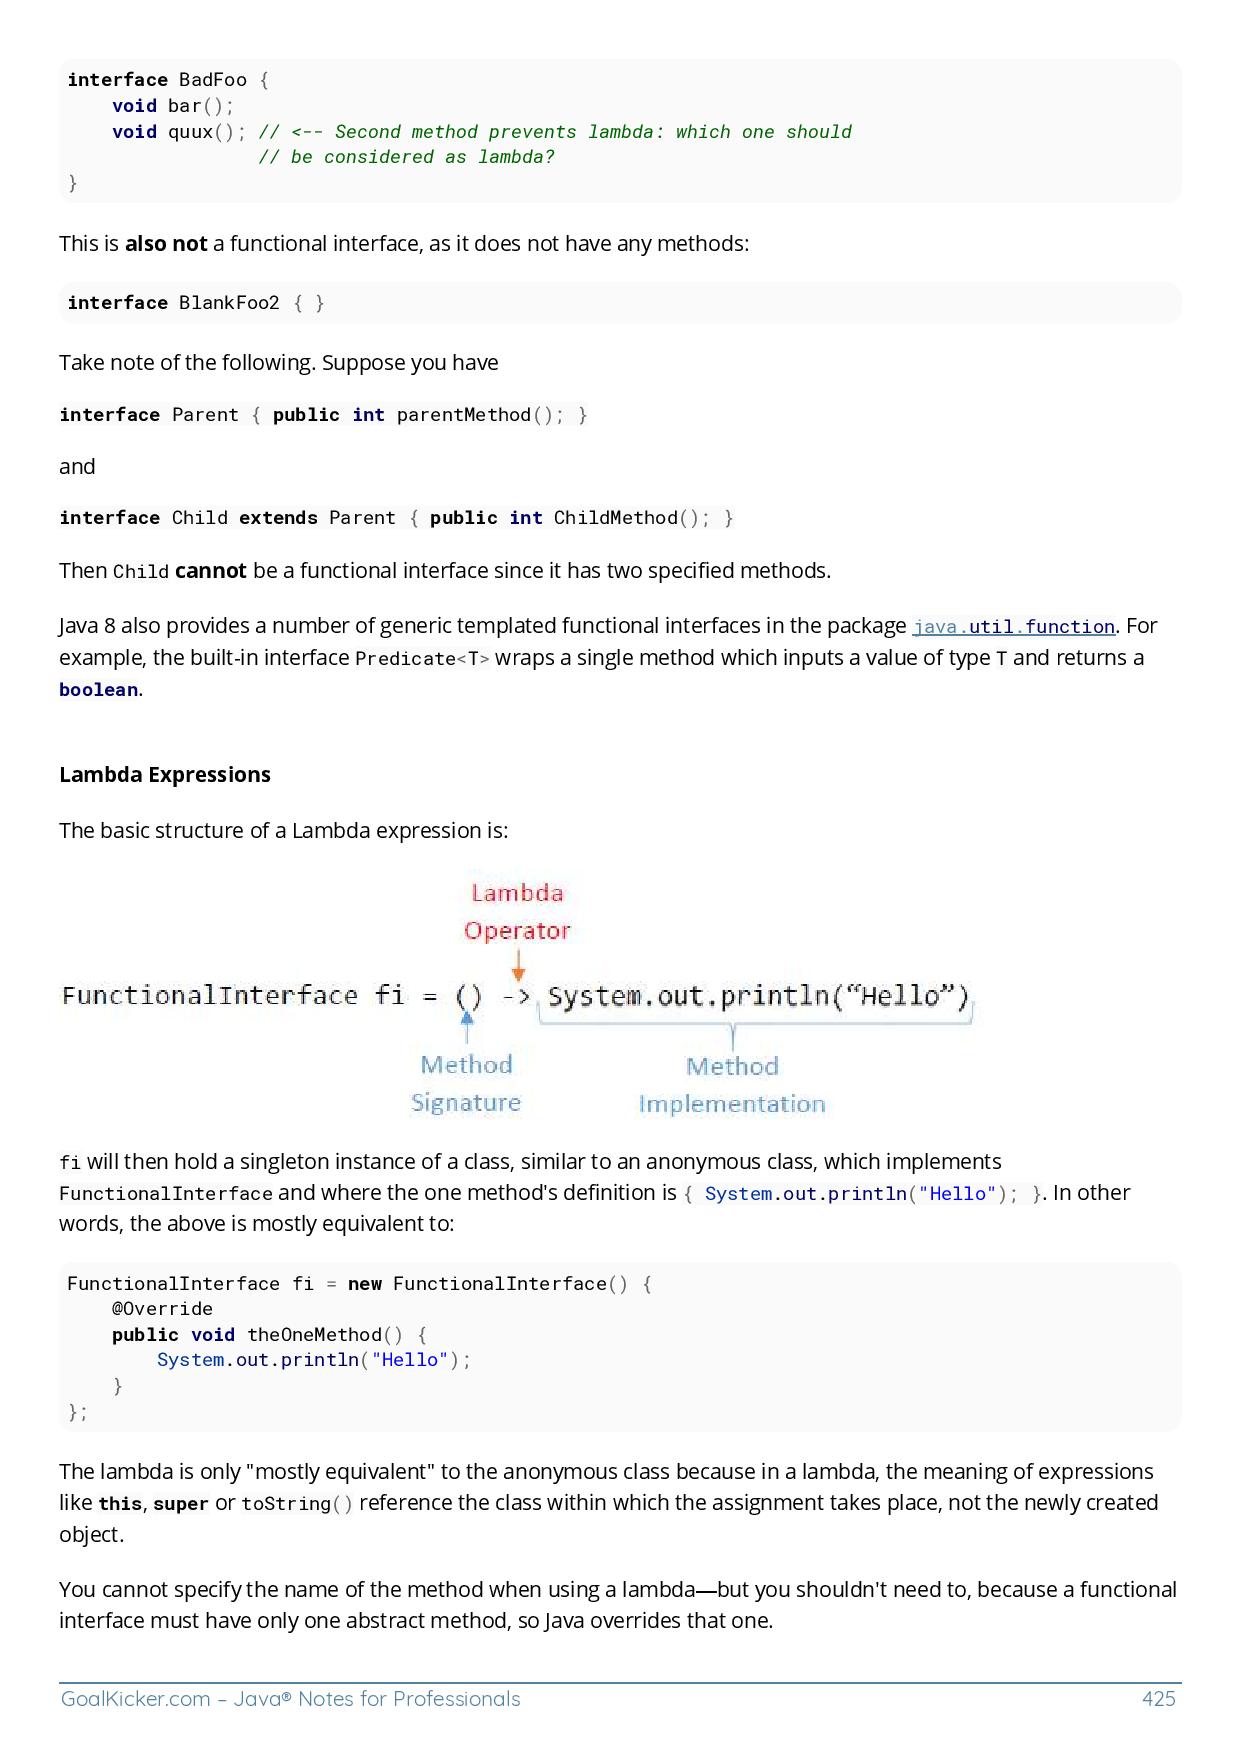 interface BadFoo {
    void bar();
    void quux(); // <-- Second method prevents lambda: which one should
                 // be considered as lambda?
}
This is also not a functional interface, as it does not have any methods:
interface BlankFoo2 { }
Take note of the following. Suppose you have
interface Parent { public int parentMethod(); }
and
interface Child extends Parent { public int ChildMethod(); }
Then Child cannot be a functional interface since it has two specified methods.
Java 8 also provides a number of generic templated functional interfaces in the package java.util.function. For
example, the built-in interface Predicate<T> wraps a single method which inputs a value of type T and returns a
boolean.
Lambda Expressions
The basic structure of a Lambda expression is:
Lambda
Operator
FunctionalInterface fi = () -> System.out.println(“Hello”)
Method
Signature
Method
Implementation
fi will then hold a singleton instance of a class, similar to an anonymous class, which implements
FunctionalInterface and where the one method's definition is { System.out.println("Hello"); }. In other
words, the above is mostly equivalent to:
FunctionalInterface fi = new FunctionalInterface() {
    @Override
    public void theOneMethod() {
        System.out.println("Hello");
    }
};
The lambda is only "mostly equivalent" to the anonymous class because in a lambda, the meaning of expressions
like this, super or toString() reference the class within which the assignment takes place, not the newly created
object.
You cannot specify the name of the method when using a lambda—but you shouldn't need to, because a functional
interface must have only one abstract method, so Java overrides that one.
GoalKicker.com – Java® Notes for Professionals 425